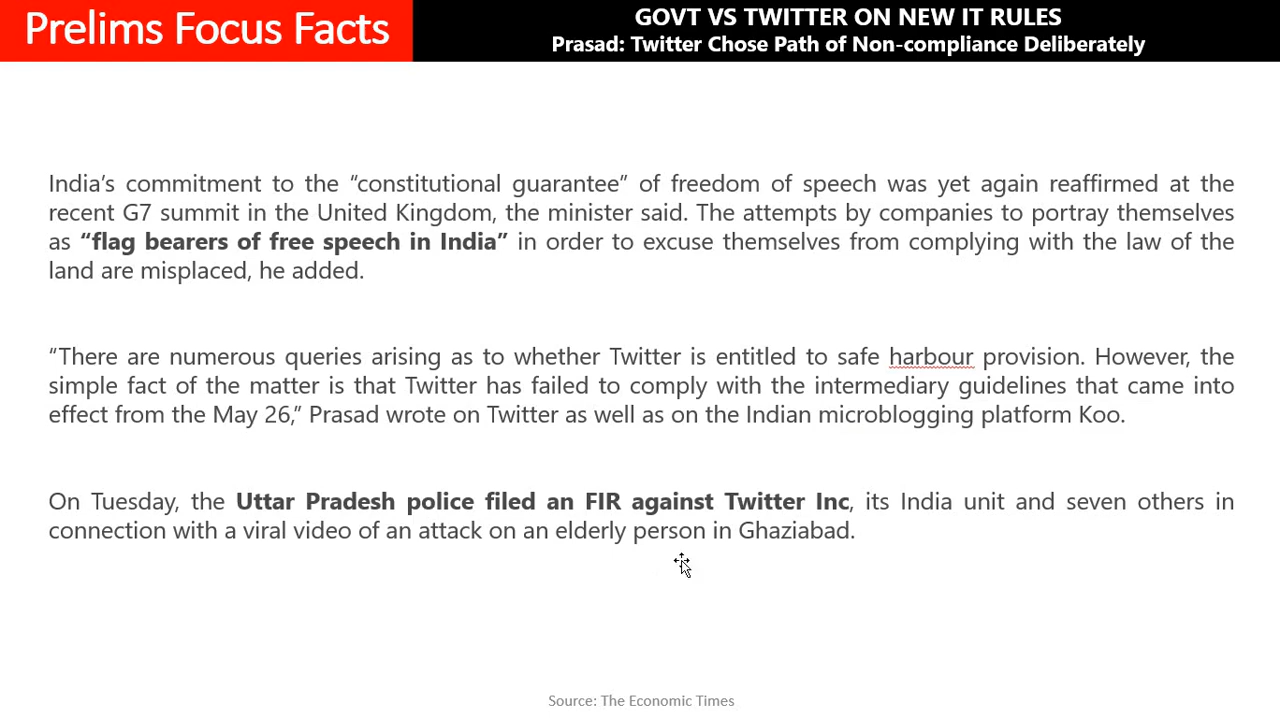 Prelims Focus Facts
GOVT VS TWITTER ON NEW IT RULES
Prasad: Twitter Chose Path of Non-compliance Deliberately
India’s commitment to the “constitutional guarantee” of freedom of speech was yet again reaffirmed at the
recent G7 summit in the United Kingdom, the minister said. The attempts by companies to portray themselves
as “flag bearers of free speech in India” in order to excuse themselves from complying with the law of the
land are misplaced, he added.
“There are numerous queries arising as to whether Twitter is entitled to safe harbour provision. However, the
simple fact of the matter is that Twitter has failed to comply with the intermediary guidelines that came into
effect from the May 26,” Prasad wrote on Twitter as well as on the Indian microblogging platform Koo.
On Tuesday, the Uttar Pradesh police filed an FIR against Twitter Inc, its India unit and seven others in
connection with a viral video of an attack on an elderly person in Ghaziabad.
Source: The Economic Times